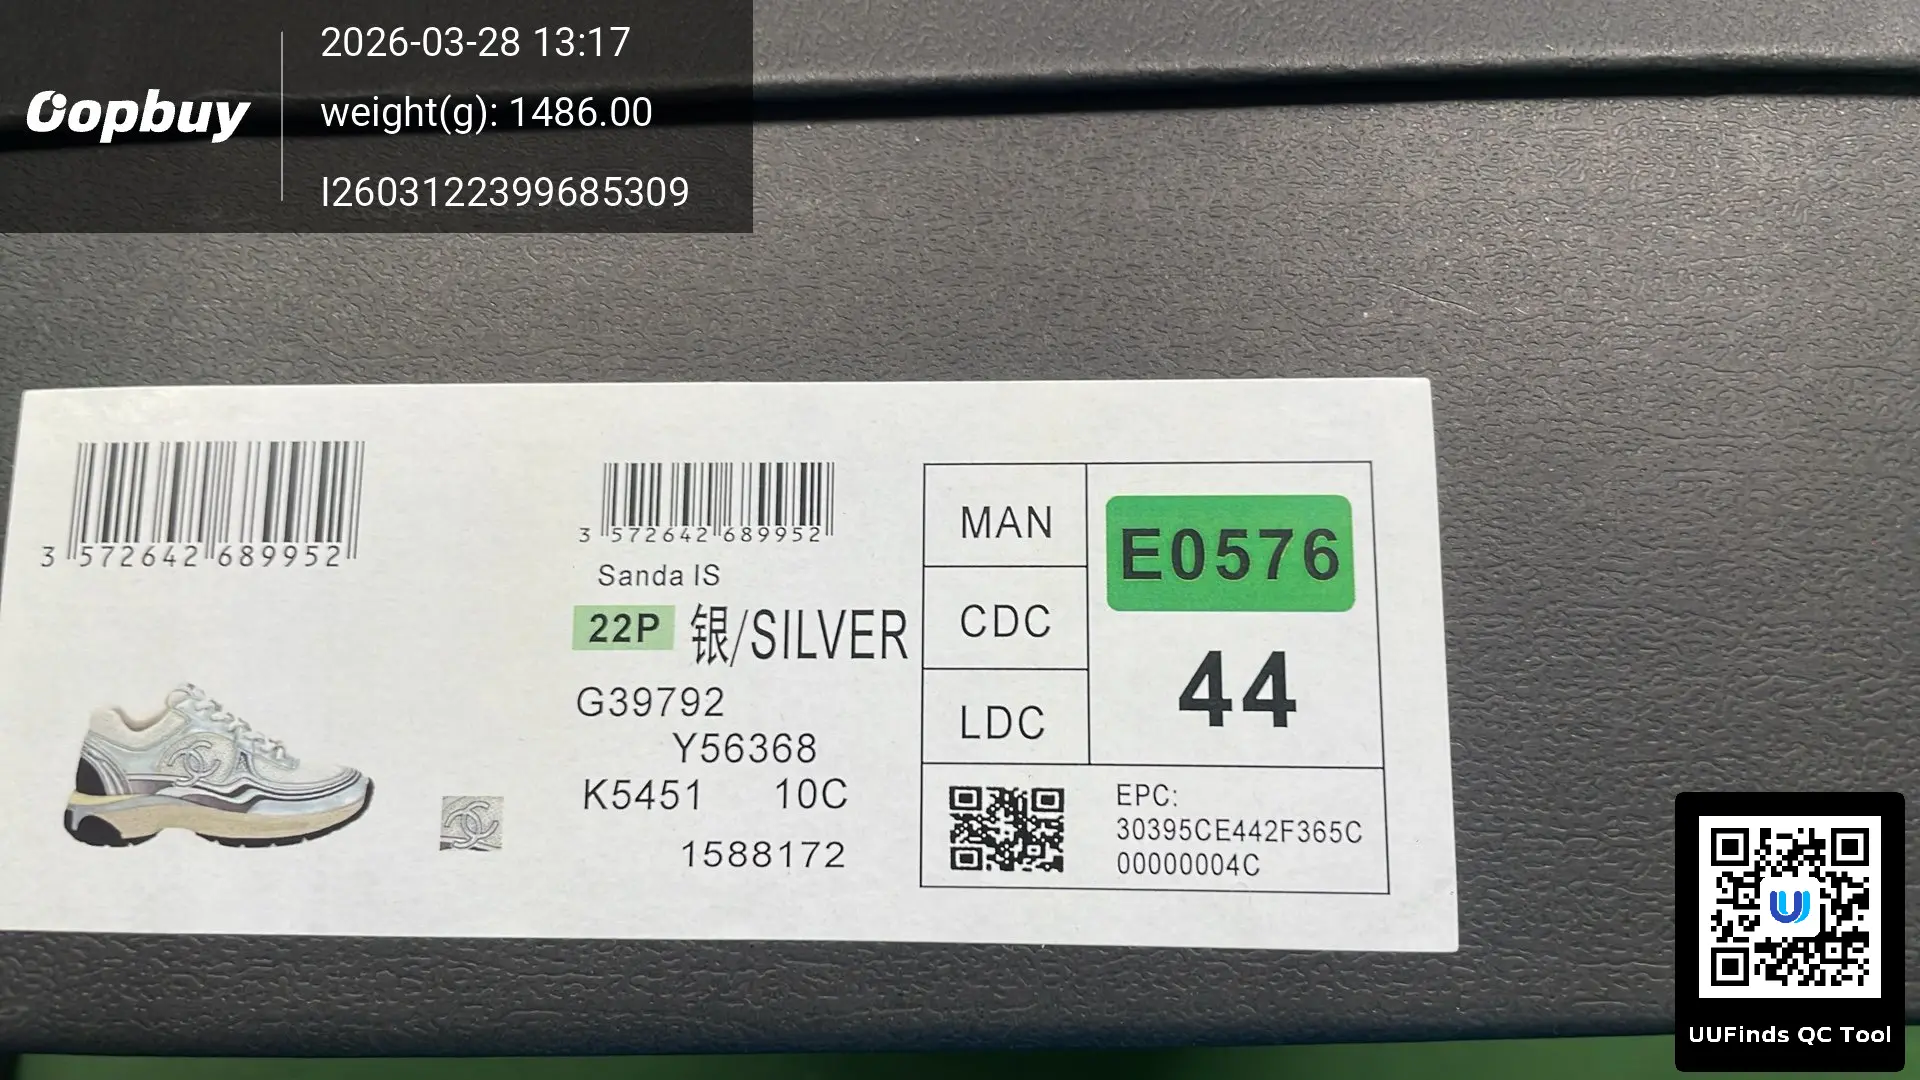 oopbuy
2026-03-28 13:17
weight(g): 1486.00
I2603122399685309
3 572642 689952
3 572642 689952
Sanda IS
22P 银/SILVER
G39792
Y56368
K5451 10C
1588172
MAN
CDC
LDC
E0576
44
EPC:
30395CE442F365C
00000004C
UUFinds QC Tool